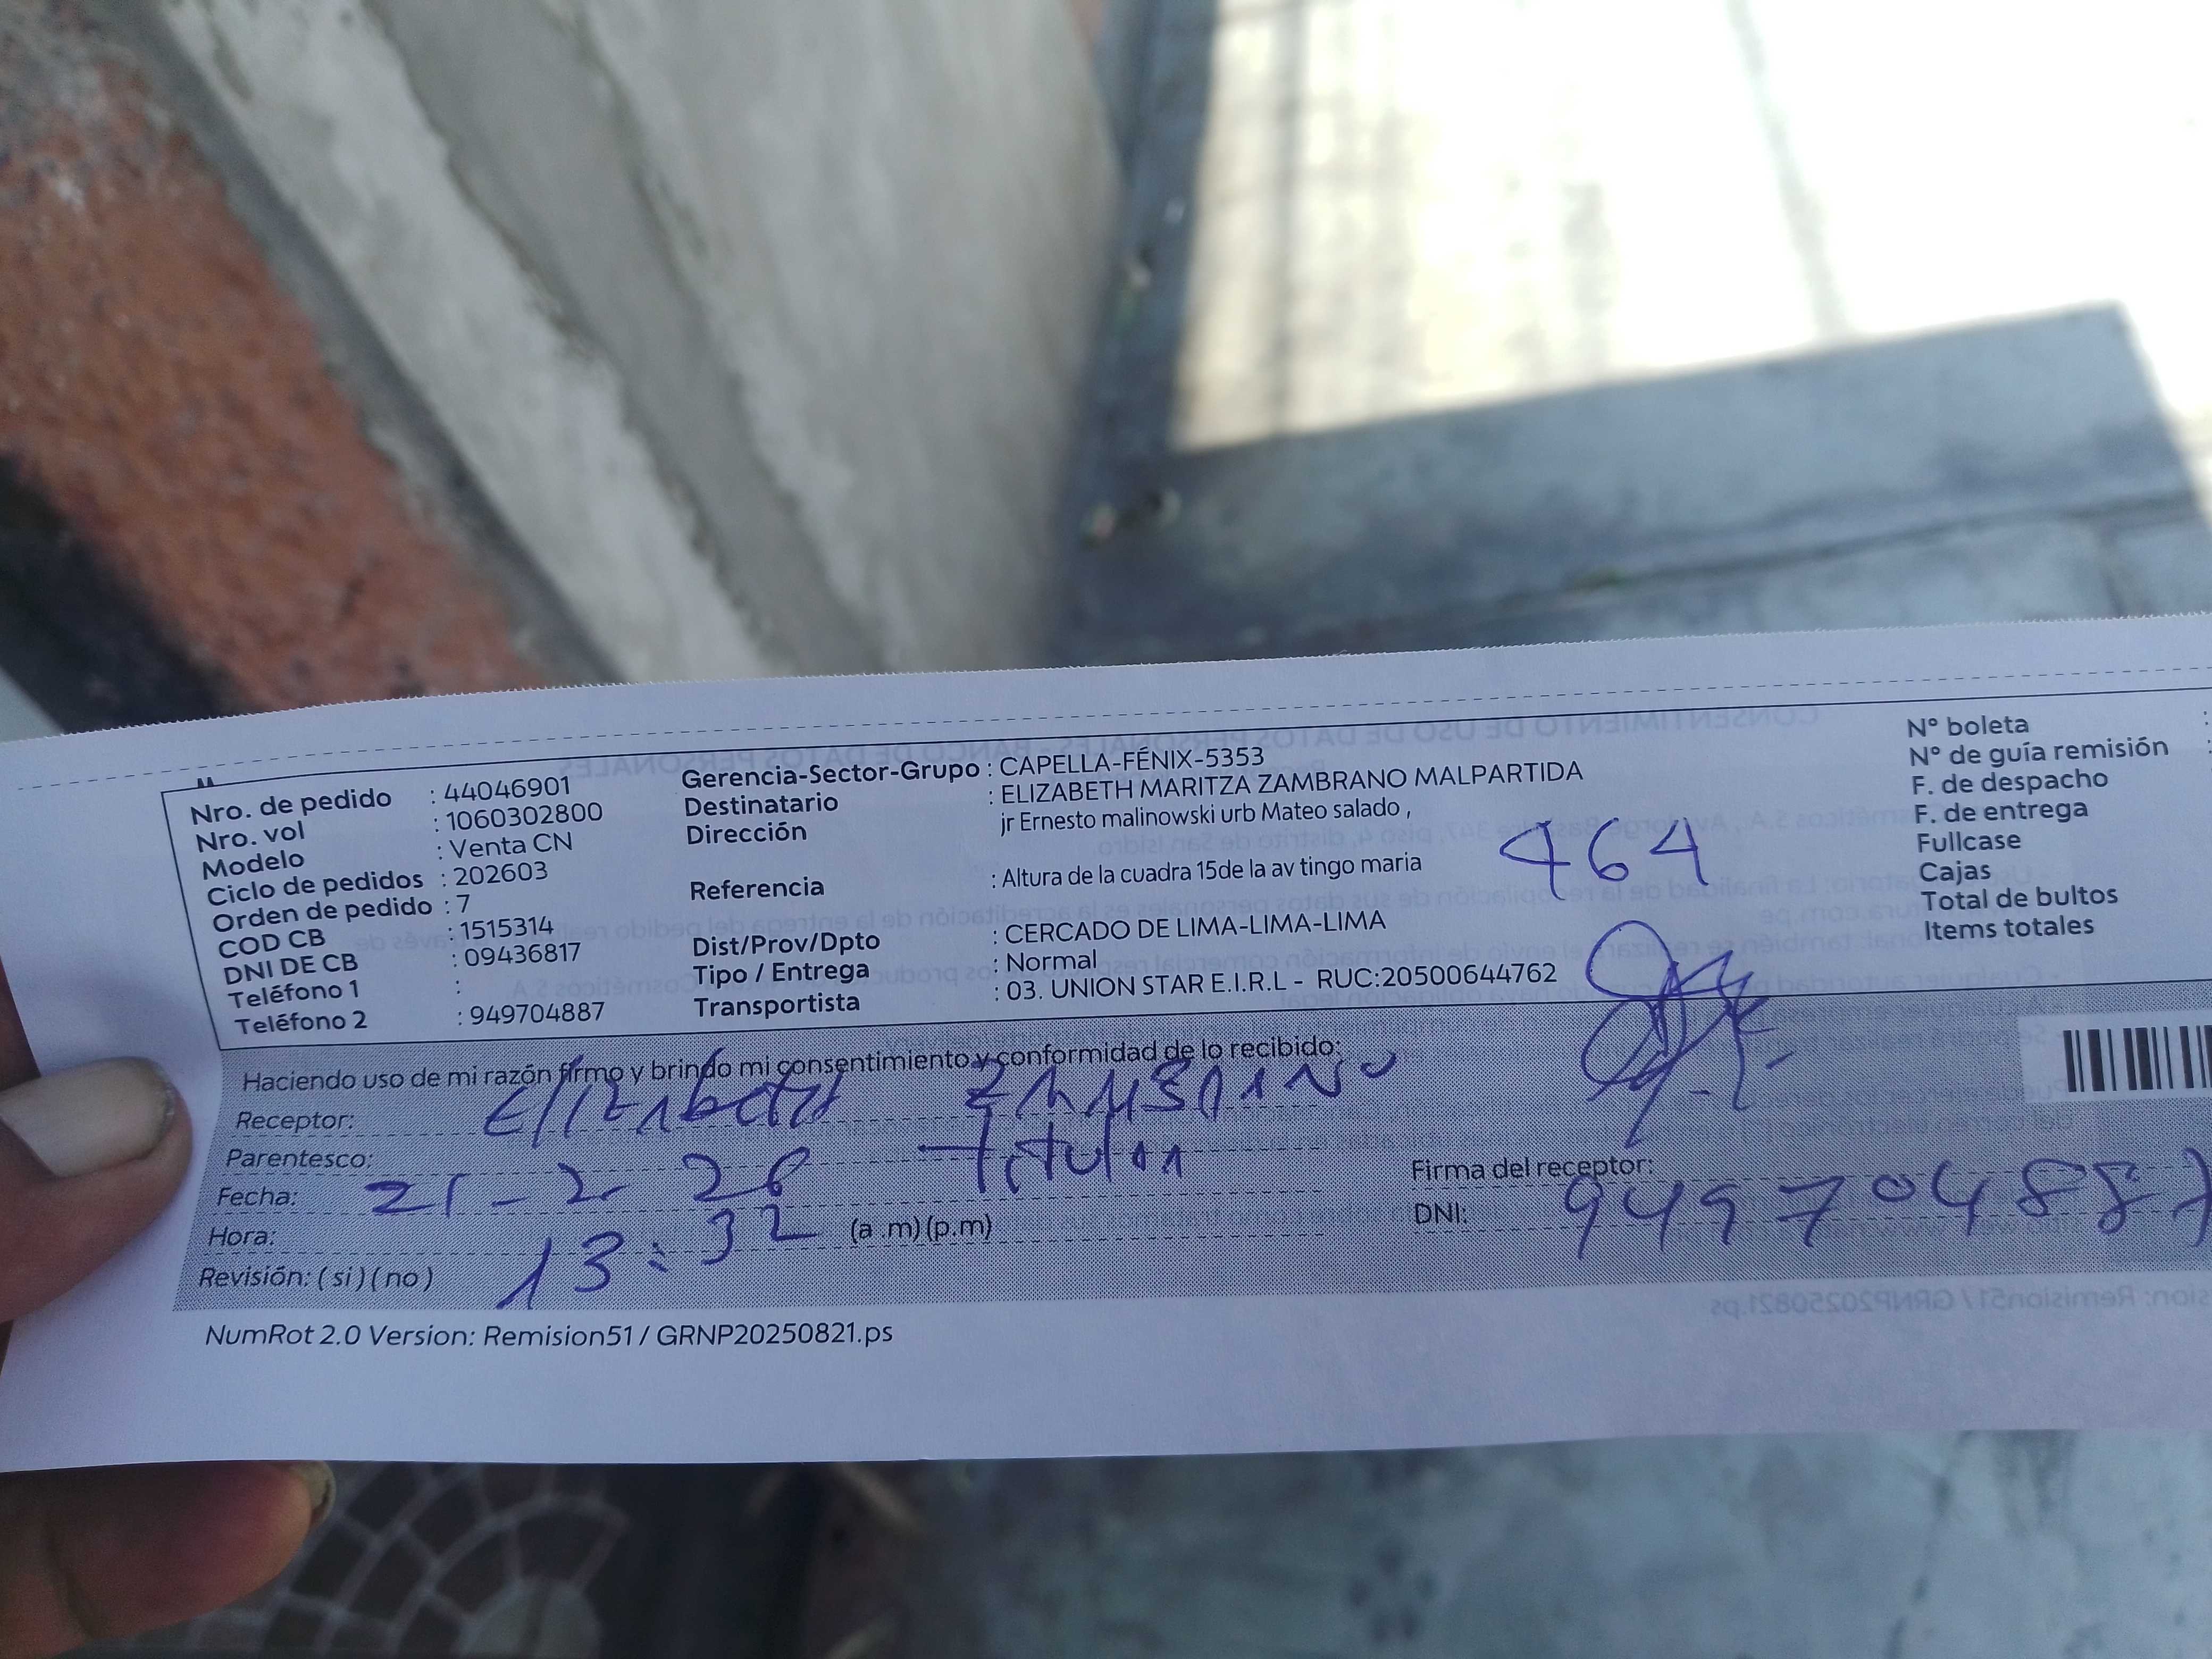 Nro. de pedido : 44046901
Nro. vol : 1060302800
Modelo : Venta CN
Ciclo de pedidos : 202603
Orden de pedido : 7
COD CB : 1515314
DNI DE CB : 09436817
Teléfono 1 :
Teléfono 2 : 949704887
Gerencia-Sector-Grupo : CAPELLA-FÉNIX-5353
Destinatario : ELIZABETH MARITZA ZAMBRANO MALPARTIDA
Dirección jr Ernesto malinowski urb Mateo salado ,
464
Referencia : Altura de la cuadra 15de la av tingo maria
Dist/Prov/Dpto : CERCADO DE LIMA-LIMA-LIMA
Tipo / Entrega : Normal
Transportista : 03. UNION STAR E.I.R.L - RUC:20500644762
N° boleta :
N° de guía remisión :
F. de despacho
F. de entrega
Fullcase
Cajas
Total de bultos
Items totales
Haciendo uso de mi razón firmo y brindo mi consentimiento y conformidad de lo recibido:
Receptor: Elizabeth ZAMBRANO
Parentesco: titular
Fecha: 21 - 2 26
Hora: 13:32 (a .m) (p.m)
Revisión: ( si ) ( no )
Firma del receptor:
DNI: 949704887
NumRot 2.0 Version: Remision51 / GRNP20250821.ps